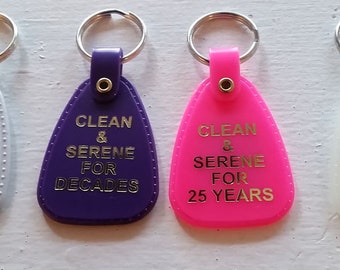 CLEAN
&
SERENE
FOR
DECADES
CLEAN
&
SERENE
FOR
25 YEARS